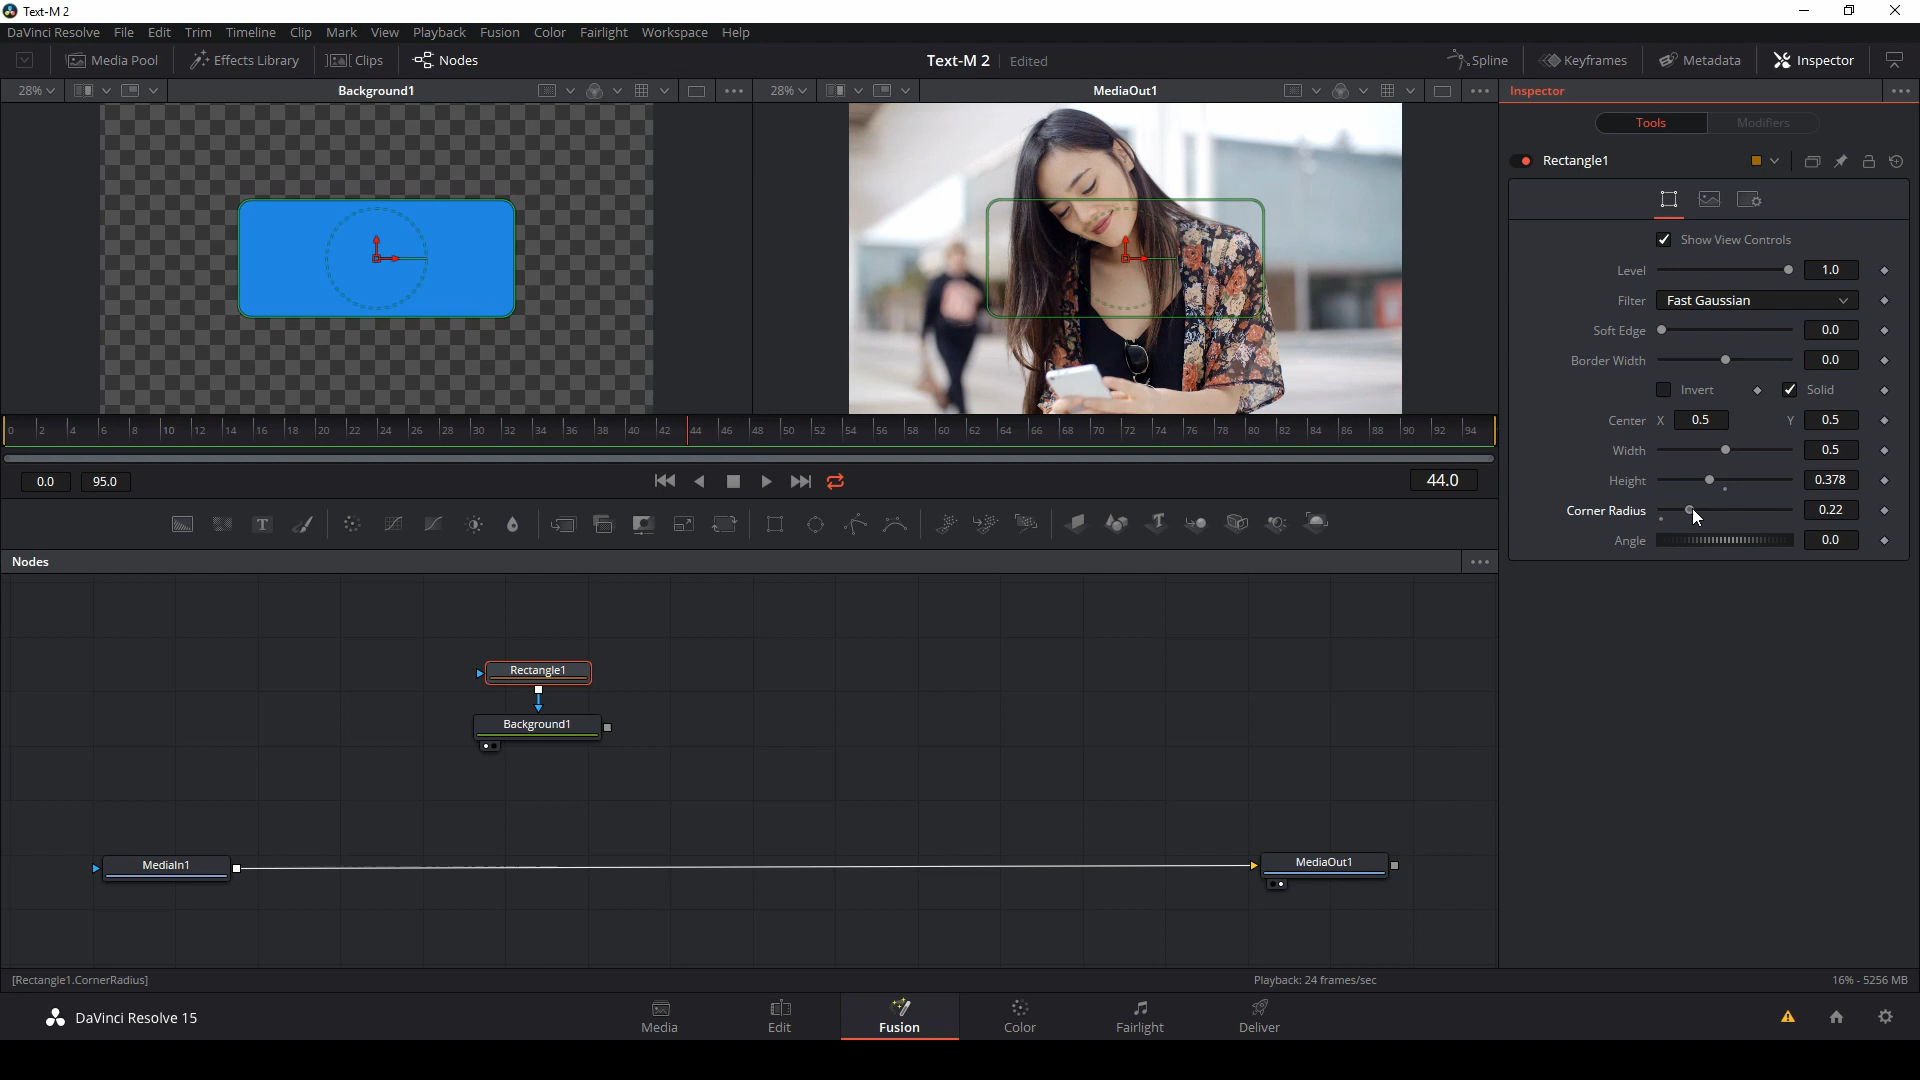 Text-M 2
DaVinci Resolve File Edit Trim Timeline Clip Mark View Playback Fusion Color Fairlight Workspace Help
Media Pool Effects Library Clips Nodes Text-M 2 Edited Spline Keyframes Metadata Inspector
28% Background1 28% MediaOut1 Inspector
Tools Modifiers
Rectangle1
Show View Controls
Level 1.0
Filter Fast Gaussian
Soft Edge 0.0
Border Width 0.0
Invert Solid
Center X 0.5 Y 0.5
Width 0.5
Height 0.378
Corner Radius 0.22
Angle 0.0
0 2 4 6 8 10 12 14 16 18 20 22 24 26 28 30 32 34 36 38 40 42 44 46 48 50 52 54 56 58 60 62 64 66 68 70 72 74 76 78 80 82 84 86 88 90 92 94
0.0 95.0 44.0
Nodes
Rectangle1
Background1
MediaIn1 MediaOut1
[Rectangle1.CornerRadius] Playback: 24 frames/sec 16% - 5256 MB
DaVinci Resolve 15 Media Edit Fusion Color Fairlight Deliver